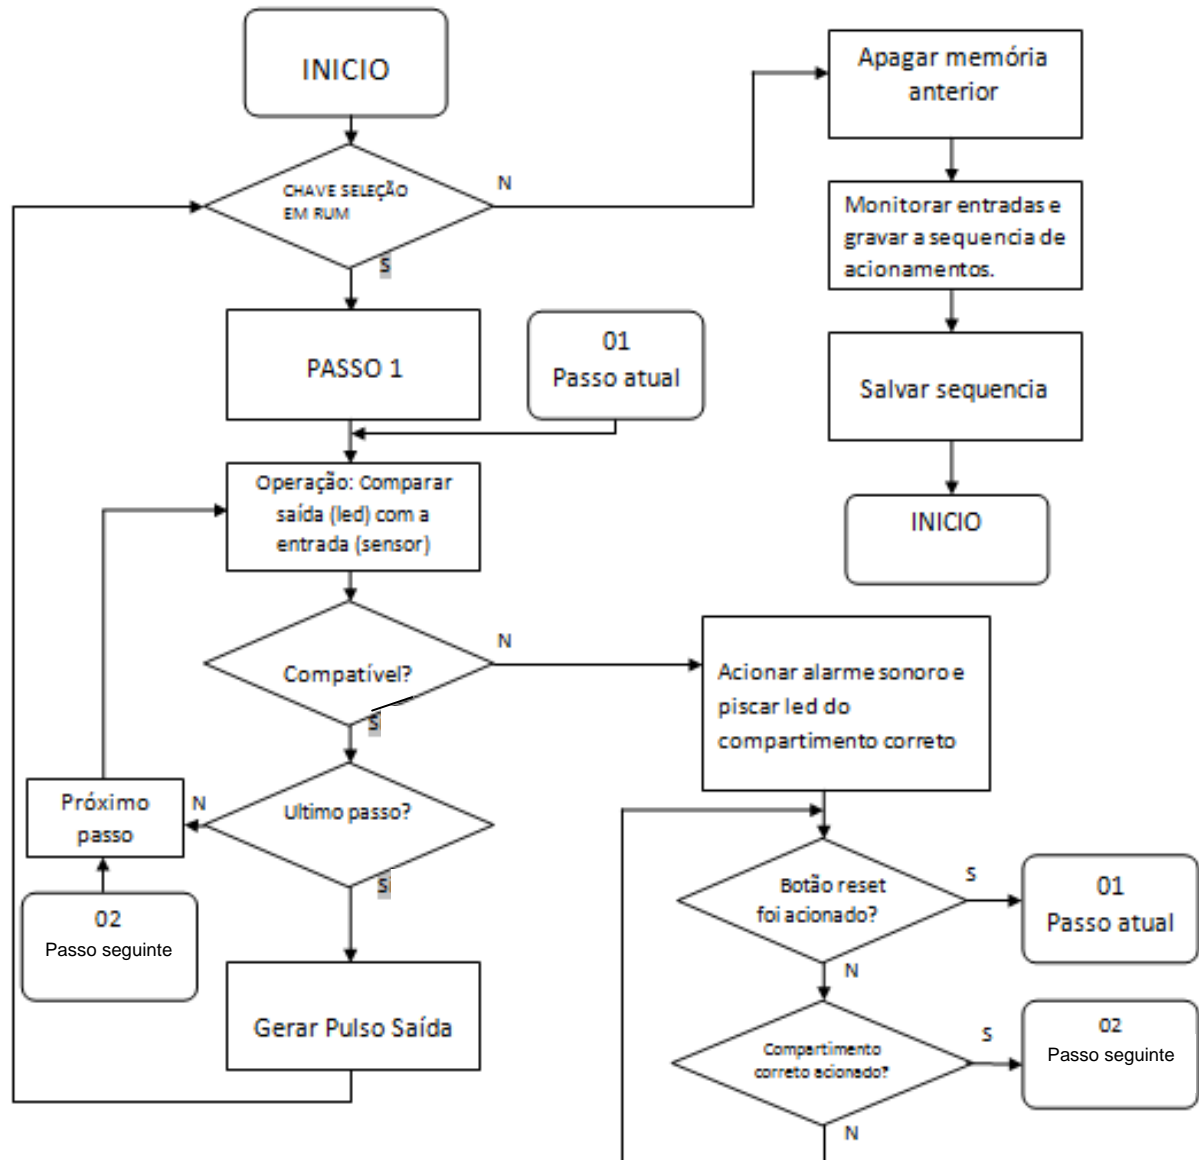 INICIO
CHAVE SELEÇÃO
EM RUM
N
S
Apagar memória
anterior
Monitorar entradas e
gravar a sequencia de
acionamentos.
Salvar sequencia
INICIO
PASSO 1
01
Passo atual
Operação: Comparar
saída (led) com a
entrada (sensor)
Compatível?
N
S
Acionar alarme sonoro e
piscar led do
compartimento correto
Ultimo passo?
N
S
Próximo
passo
02
Passo seguinte
Gerar Pulso Saída
Botão reset
foi acionado?
S
N
01
Passo atual
Compartimento
correto acionado?
S
N
02
Passo seguinte